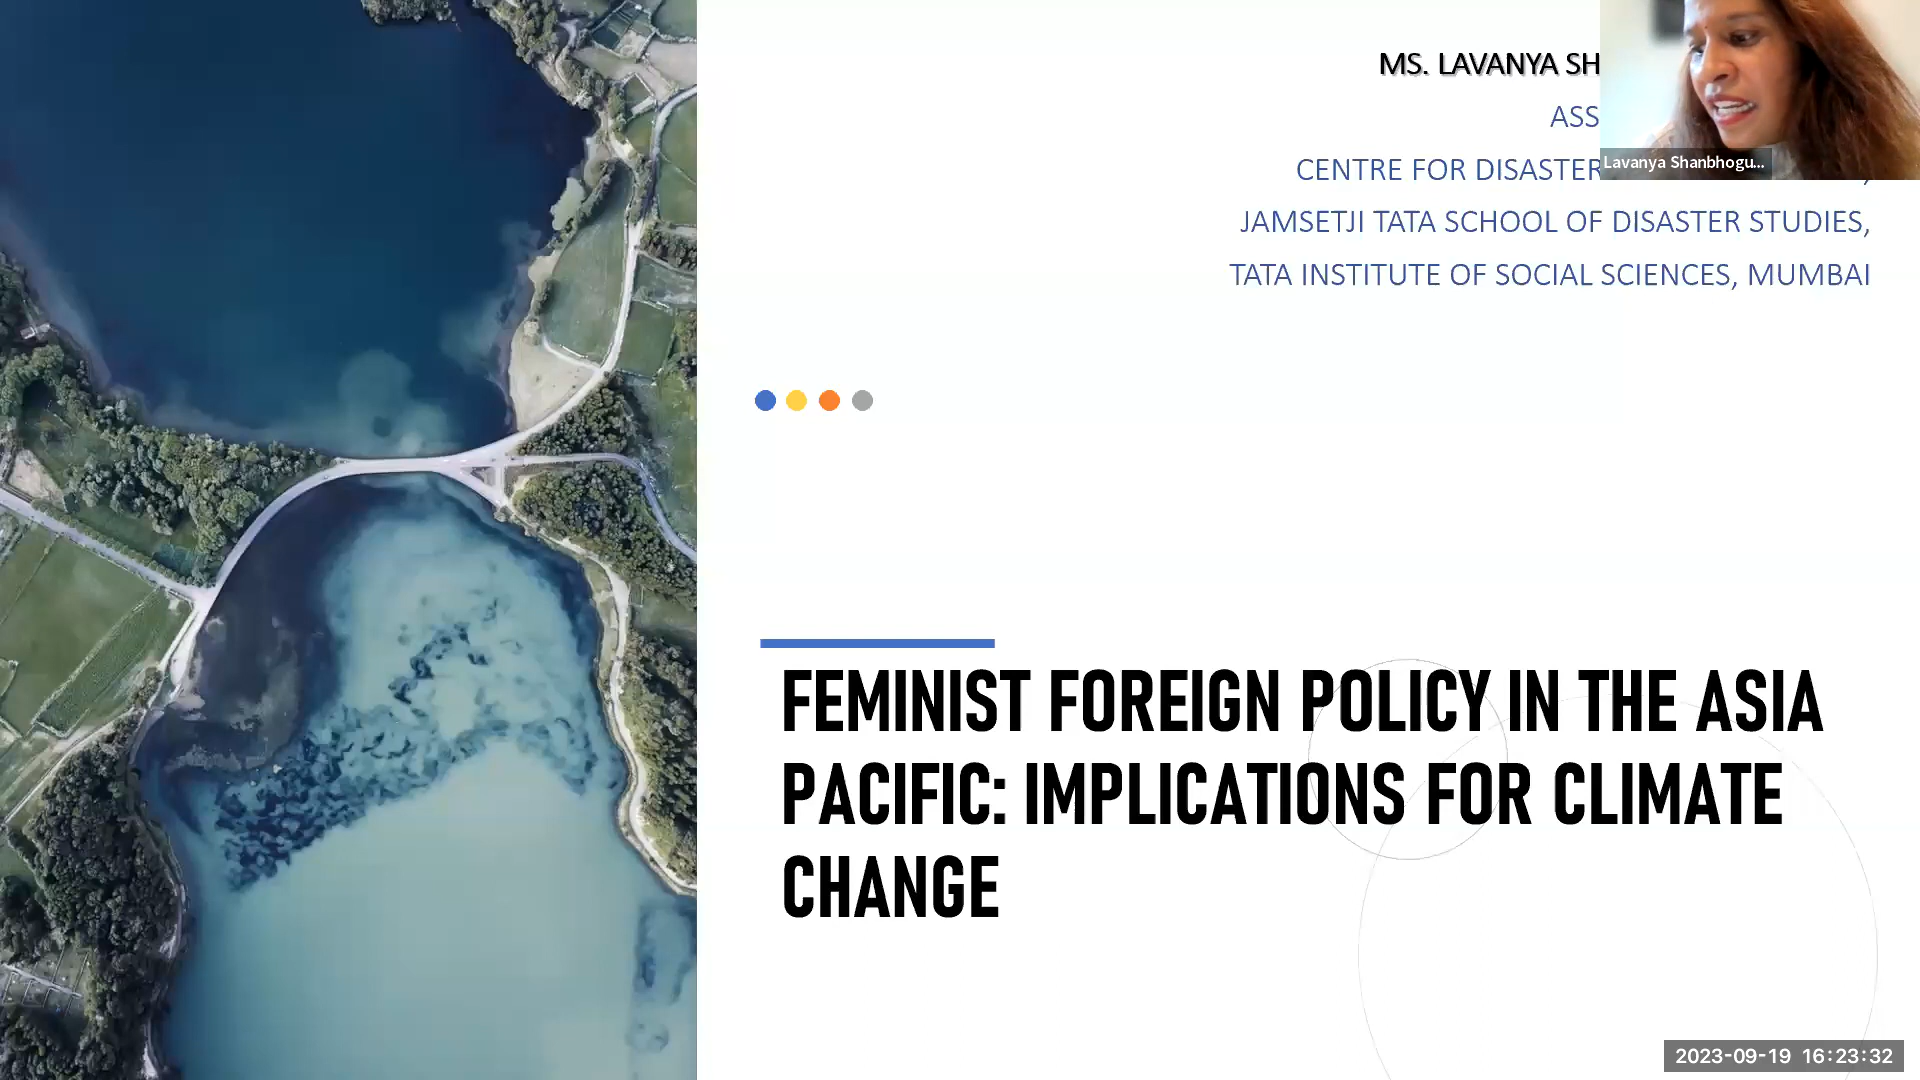 MS. LAVANYA SH
ASS
CENTRE FOR DISASTER
JAMSETJI TATA SCHOOL OF DISASTER STUDIES,
TATA INSTITUTE OF SOCIAL SCIENCES, MUMBAI
Lavanya Shanbhogu...
FEMINIST FOREIGN POLICY IN THE ASIA
PACIFIC: IMPLICATIONS FOR CLIMATE
CHANGE
2023-09-19 16:23:32